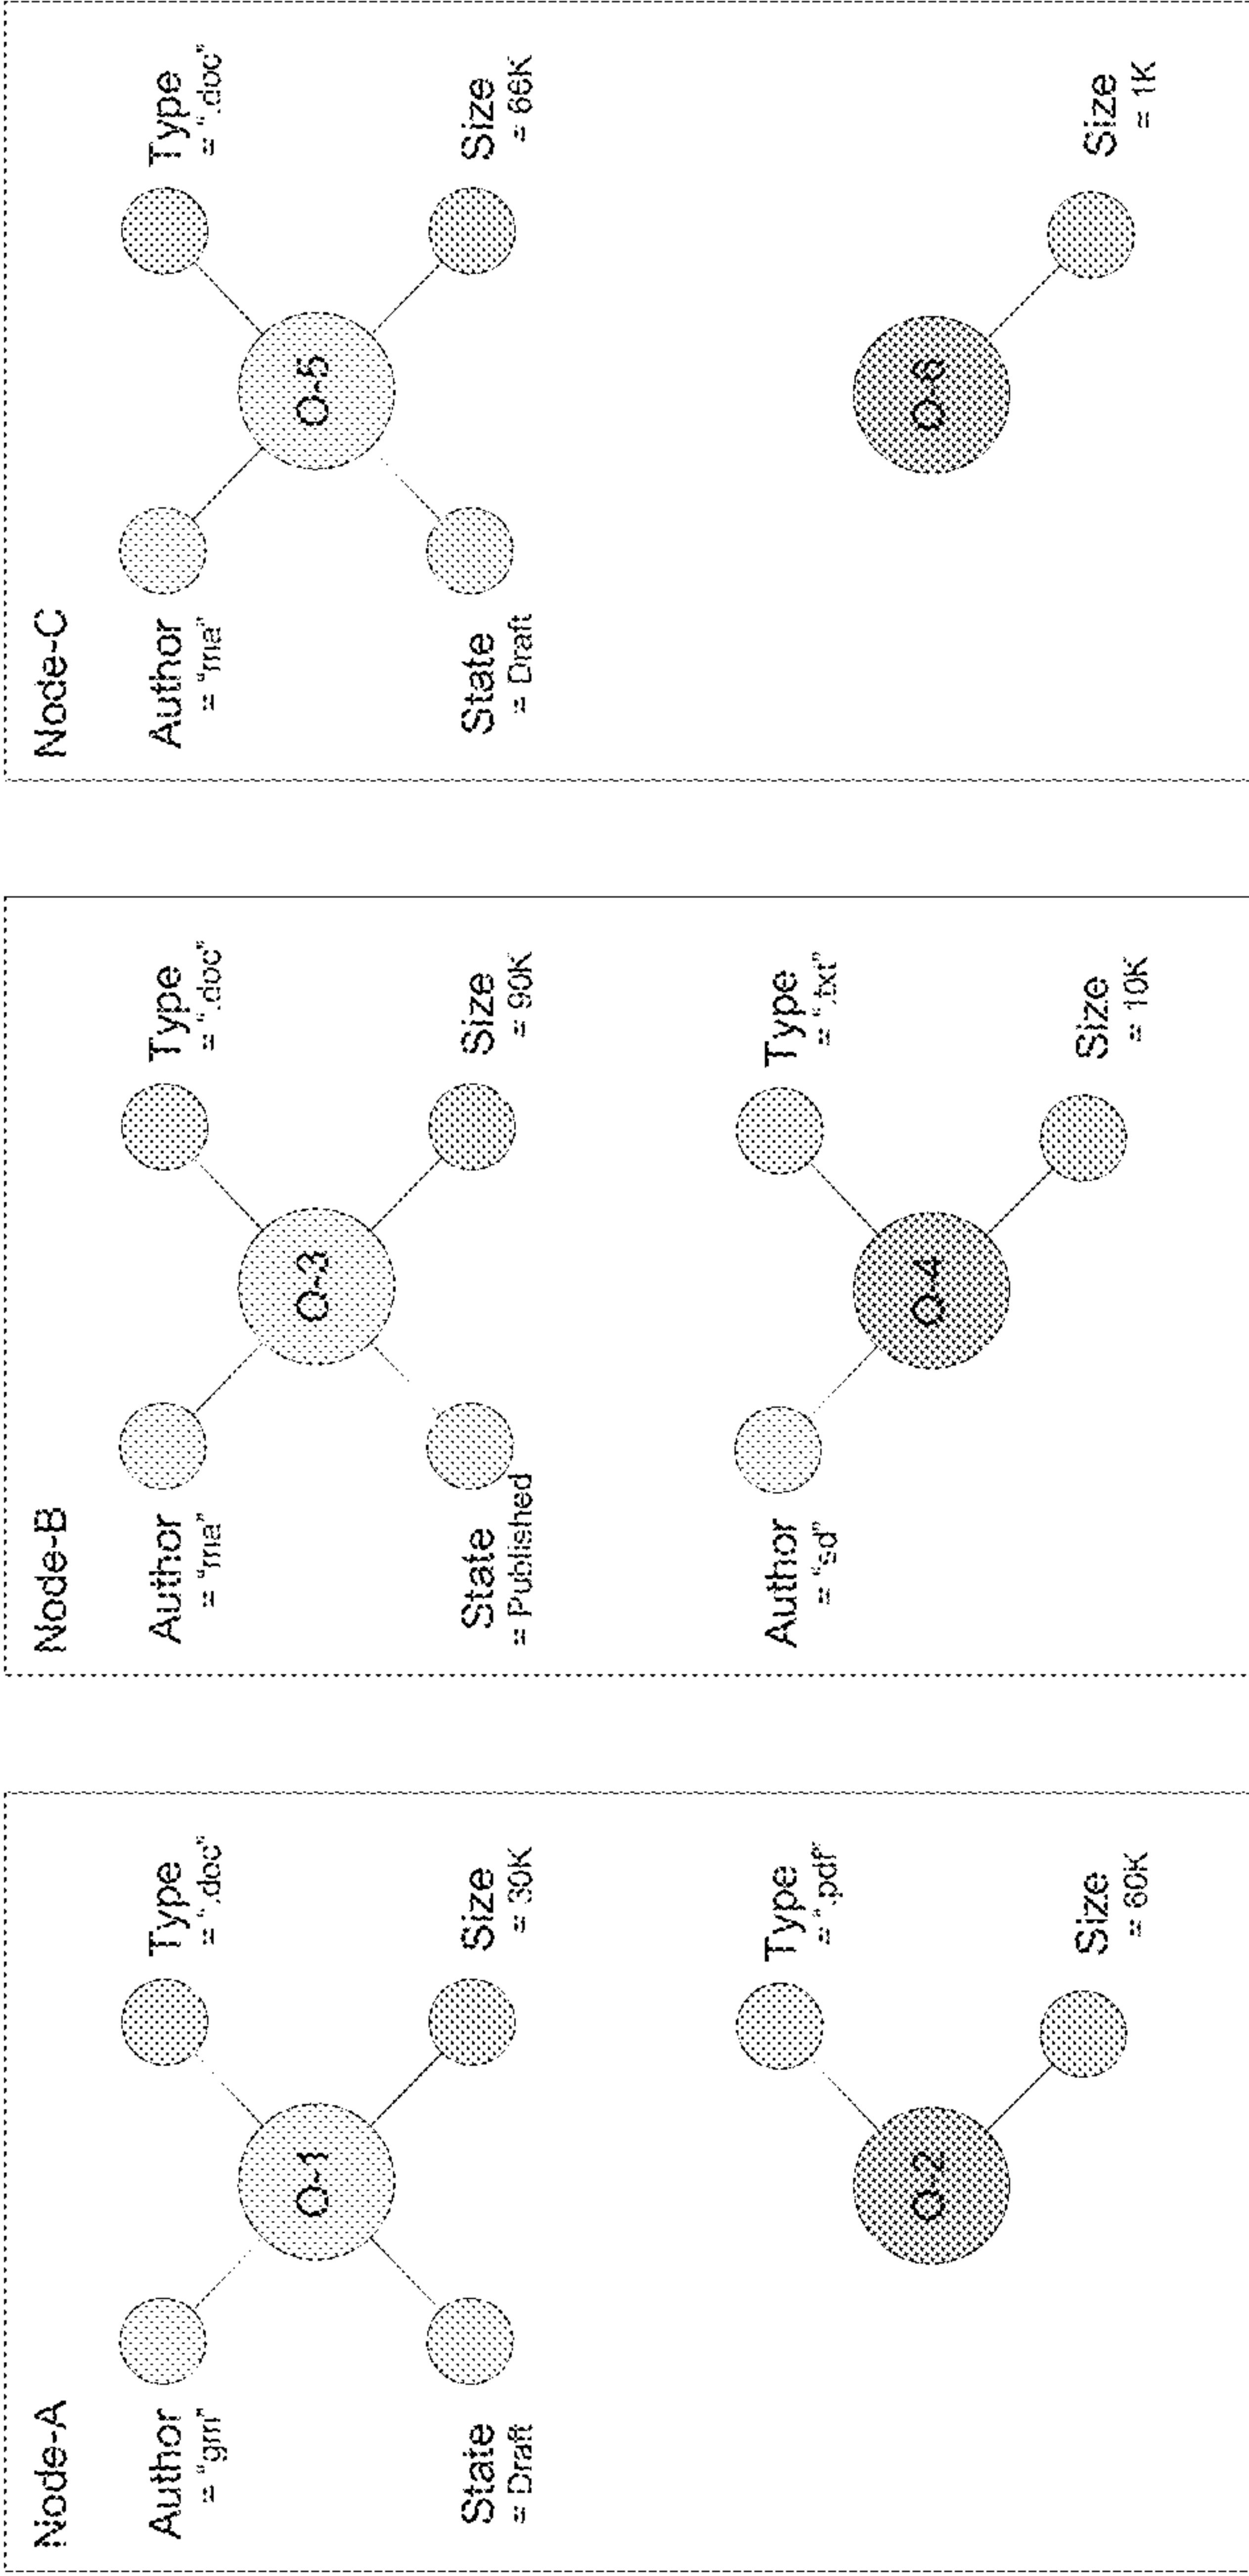 Node-A
Author
= "gm"
Type
= ".doc"
O-1
State
= Draft
Size
= 30K
Type
= ".pdf"
O-2
Size
= 60K
Node-B
Author
= "ma"
Type
= ".doc"
O-3
State
= Published
Size
= 90K
Author
= "sd"
Type
= ".txt"
O-4
Size
= 10K
Node-C
Author
= "ma"
Type
= ".doc"
O-5
State
= Draft
Size
= 66K
O-6
Size
= 1K